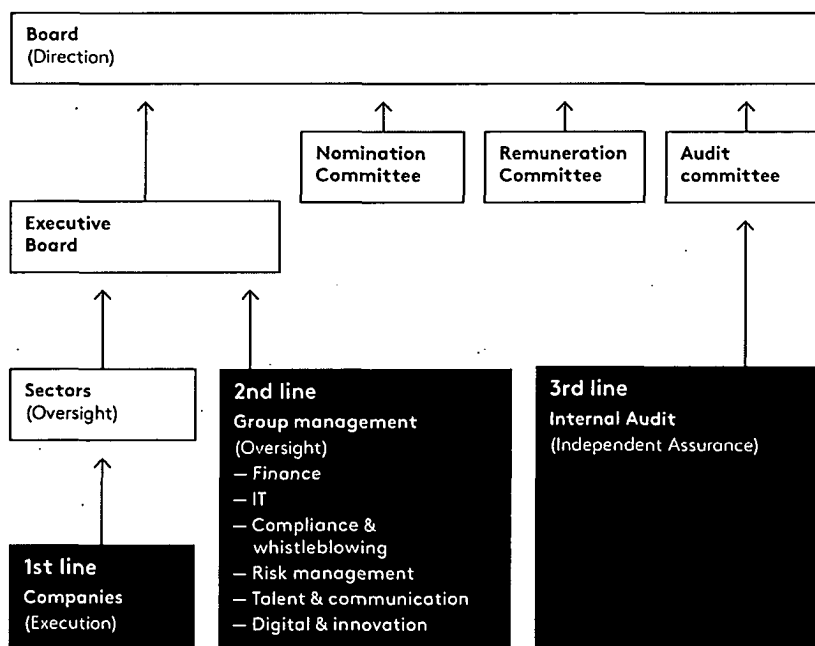 Board
(Direction)
Nomination
Committee
Remuneration
Committee
Audit
committee
Executive
Board
Sectors
(Oversight)
1st line
Companies
(Execution)
2nd line
Group management
(Oversight)
— Finance
— IT
— Compliance &
whistleblowing
— Risk management
— Talent & communication
— Digital & innovation
3rd line
Internal Audit
(Independent Assurance)